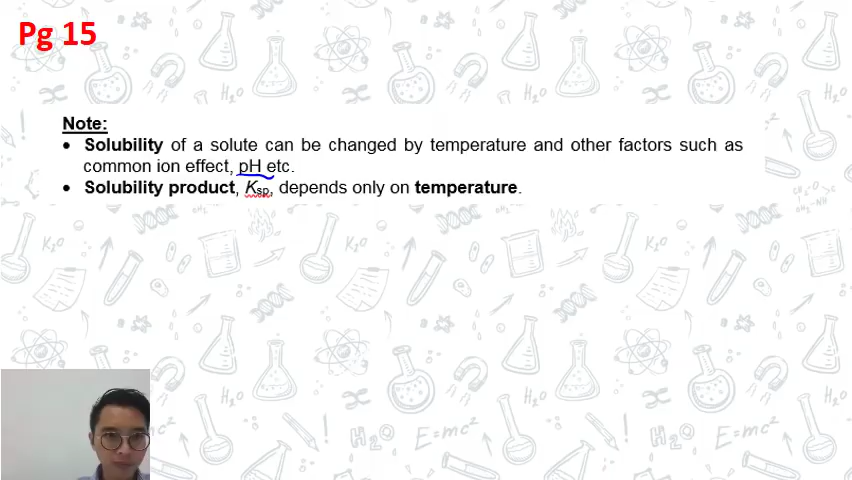 Pg 15
Note:
• Solubility of a solute can be changed by temperature and other factors such as
common ion effect, pH etc.
• Solubility product, Ksp, depends only on temperature.